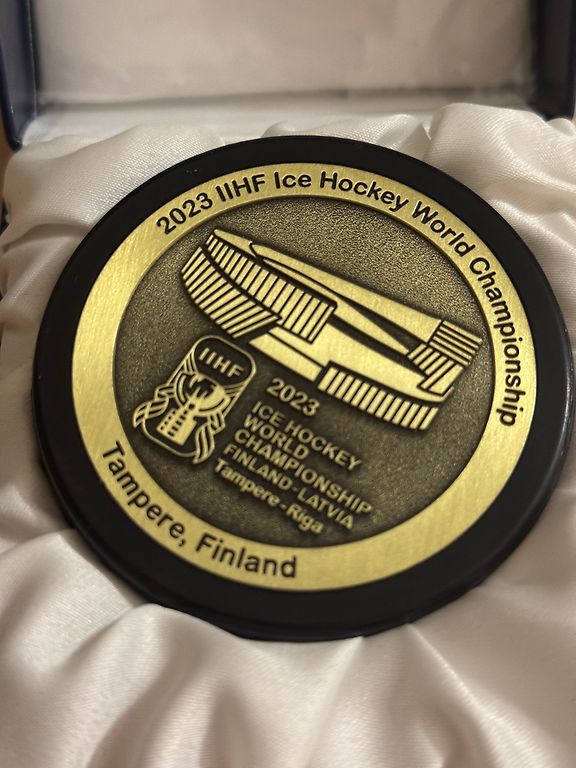 2023 IIHF Ice Hockey World Championship
IIHF
2023
ICE HOCKEY
WORLD
CHAMPIONSHIP
FINLAND-LATVIA
Tampere-Riga
Tampere, Finland